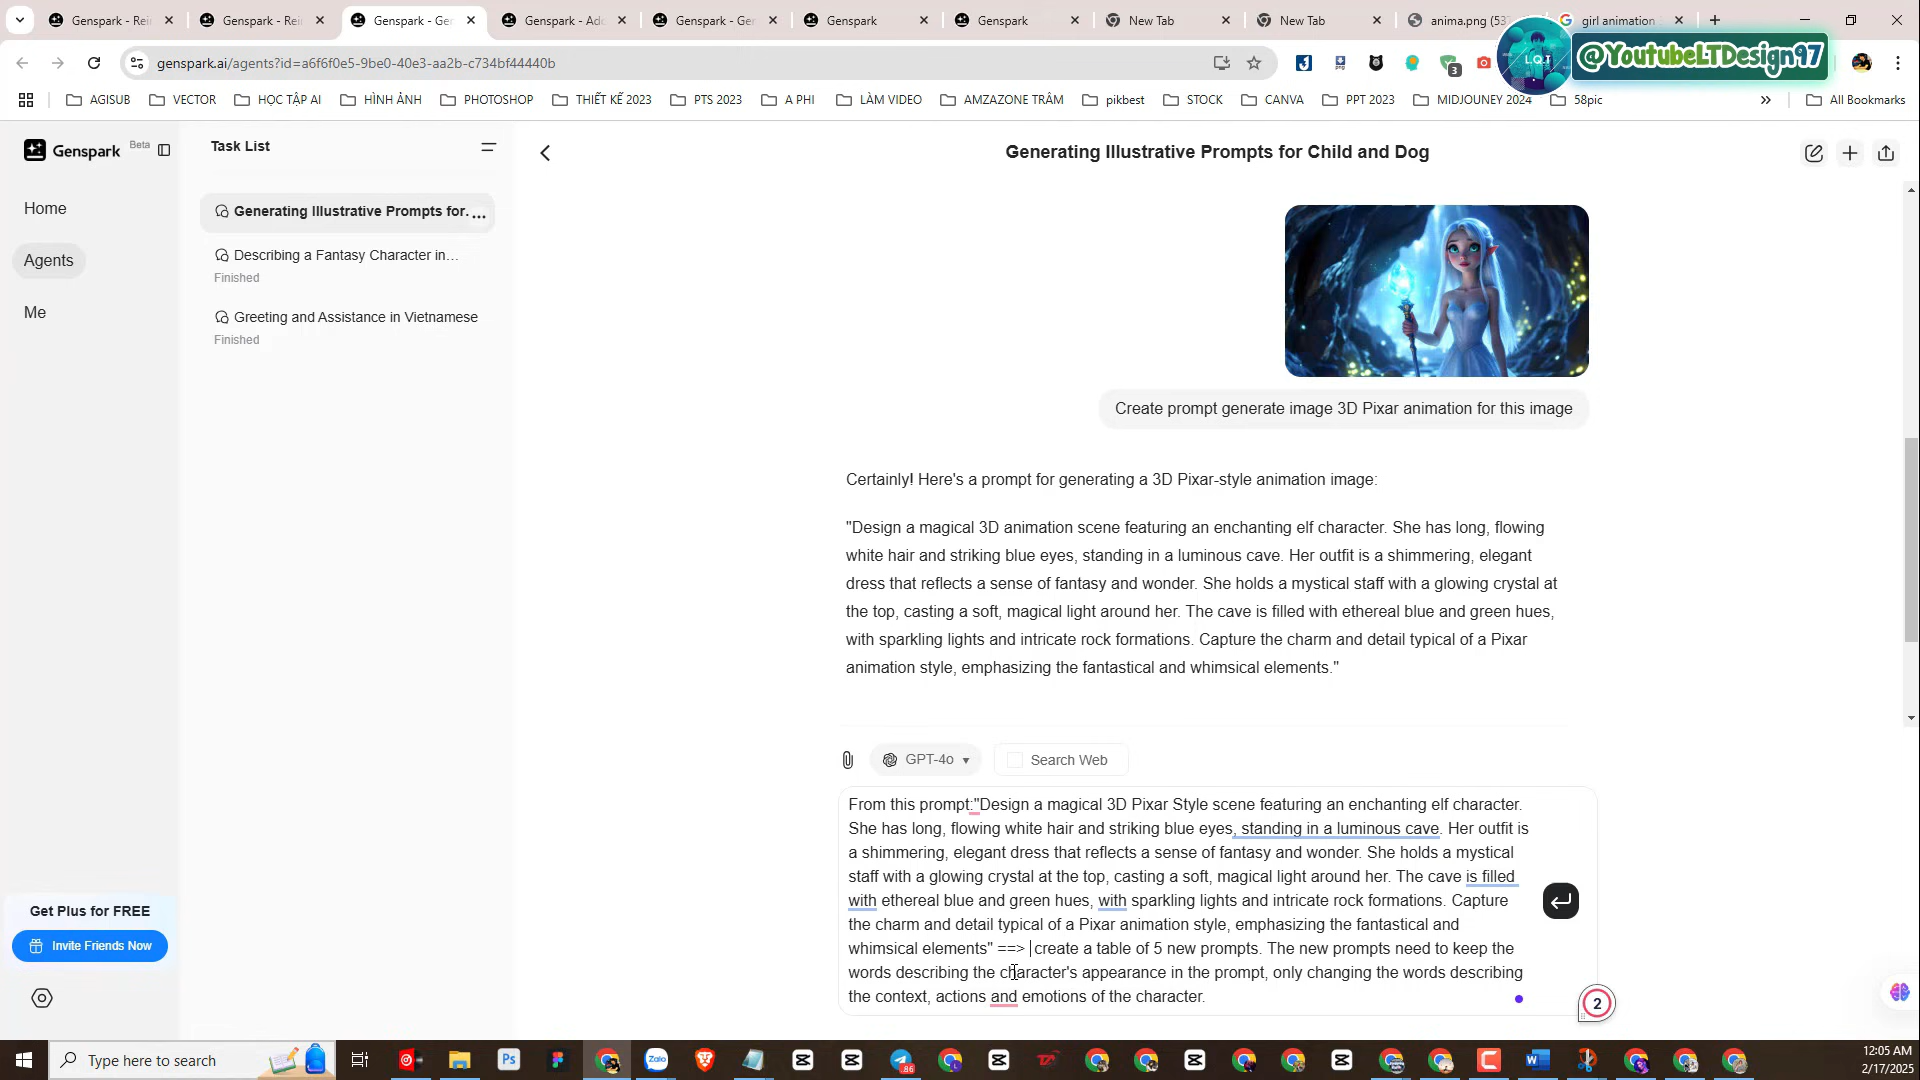 Genspark - Rei
Genspark - Rei
Genspark - Ger
Genspark - Ad
Genspark - Ger
Genspark
Genspark
New Tab
New Tab
anima.png (53
girl animation
L.Q.T
@YoutubeLTDesign97
genspark.ai/agents?id=a6f6f0e5-9be0-40e3-aa2b-c734bf44440b
3
AGISUB
VECTOR
HỌC TẬP AI
HÌNH ẢNH
PHOTOSHOP
THIẾT KẾ 2023
PTS 2023
A PHI
LÀM VIDEO
AMZAZONE TRÂM
pikbest
STOCK
CANVA
PPT 2023
MIDJOUNEY 2024
58pic
»
All Bookmarks
Genspark Beta
Home
Agents
Me
Get Plus for FREE
Invite Friends Now
Task List
Generating Illustrative Prompts for...
Describing a Fantasy Character in...
Finished
Greeting and Assistance in Vietnamese
Finished
Generating Illustrative Prompts for Child and Dog
Create prompt generate image 3D Pixar animation for this image
Certainly! Here's a prompt for generating a 3D Pixar-style animation image:
"Design a magical 3D animation scene featuring an enchanting elf character. She has long, flowing
white hair and striking blue eyes, standing in a luminous cave. Her outfit is a shimmering, elegant
dress that reflects a sense of fantasy and wonder. She holds a mystical staff with a glowing crystal at
the top, casting a soft, magical light around her. The cave is filled with ethereal blue and green hues,
with sparkling lights and intricate rock formations. Capture the charm and detail typical of a Pixar
animation style, emphasizing the fantastical and whimsical elements."
GPT-4o
Search Web
From this prompt:"Design a magical 3D Pixar Style scene featuring an enchanting elf character.
She has long, flowing white hair and striking blue eyes, standing in a luminous cave. Her outfit is
a shimmering, elegant dress that reflects a sense of fantasy and wonder. She holds a mystical
staff with a glowing crystal at the top, casting a soft, magical light around her. The cave is filled
with ethereal blue and green hues, with sparkling lights and intricate rock formations. Capture
the charm and detail typical of a Pixar animation style, emphasizing the fantastical and
whimsical elements" ==> create a table of 5 new prompts. The new prompts need to keep the
words describing the character's appearance in the prompt, only changing the words describing
the context, actions and emotions of the character.
2
Type here to search
Ps
Zalo
86
12:05 AM
2/17/2025